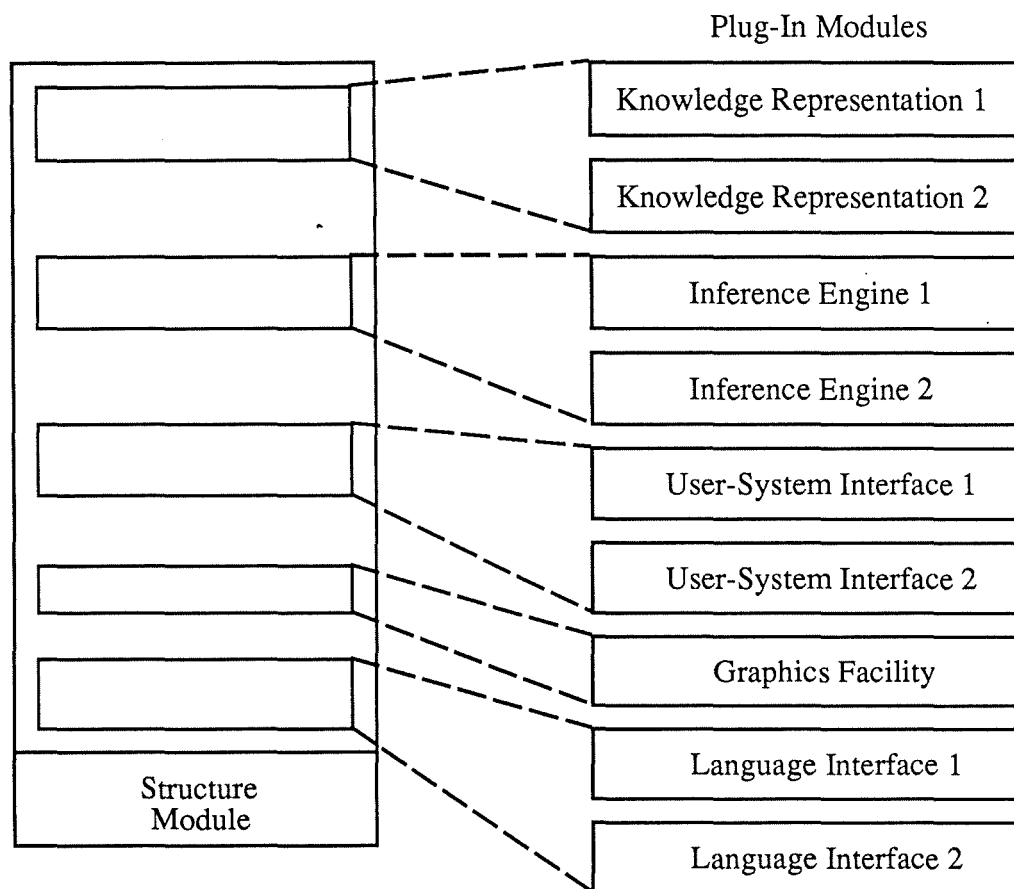 Plug-In Modules
Knowledge Representation 1
Knowledge Representation 2
Inference Engine 1
Inference Engine 2
User-System Interface 1
User-System Interface 2
Graphics Facility
Language Interface 1
Language Interface 2
Structure
Module